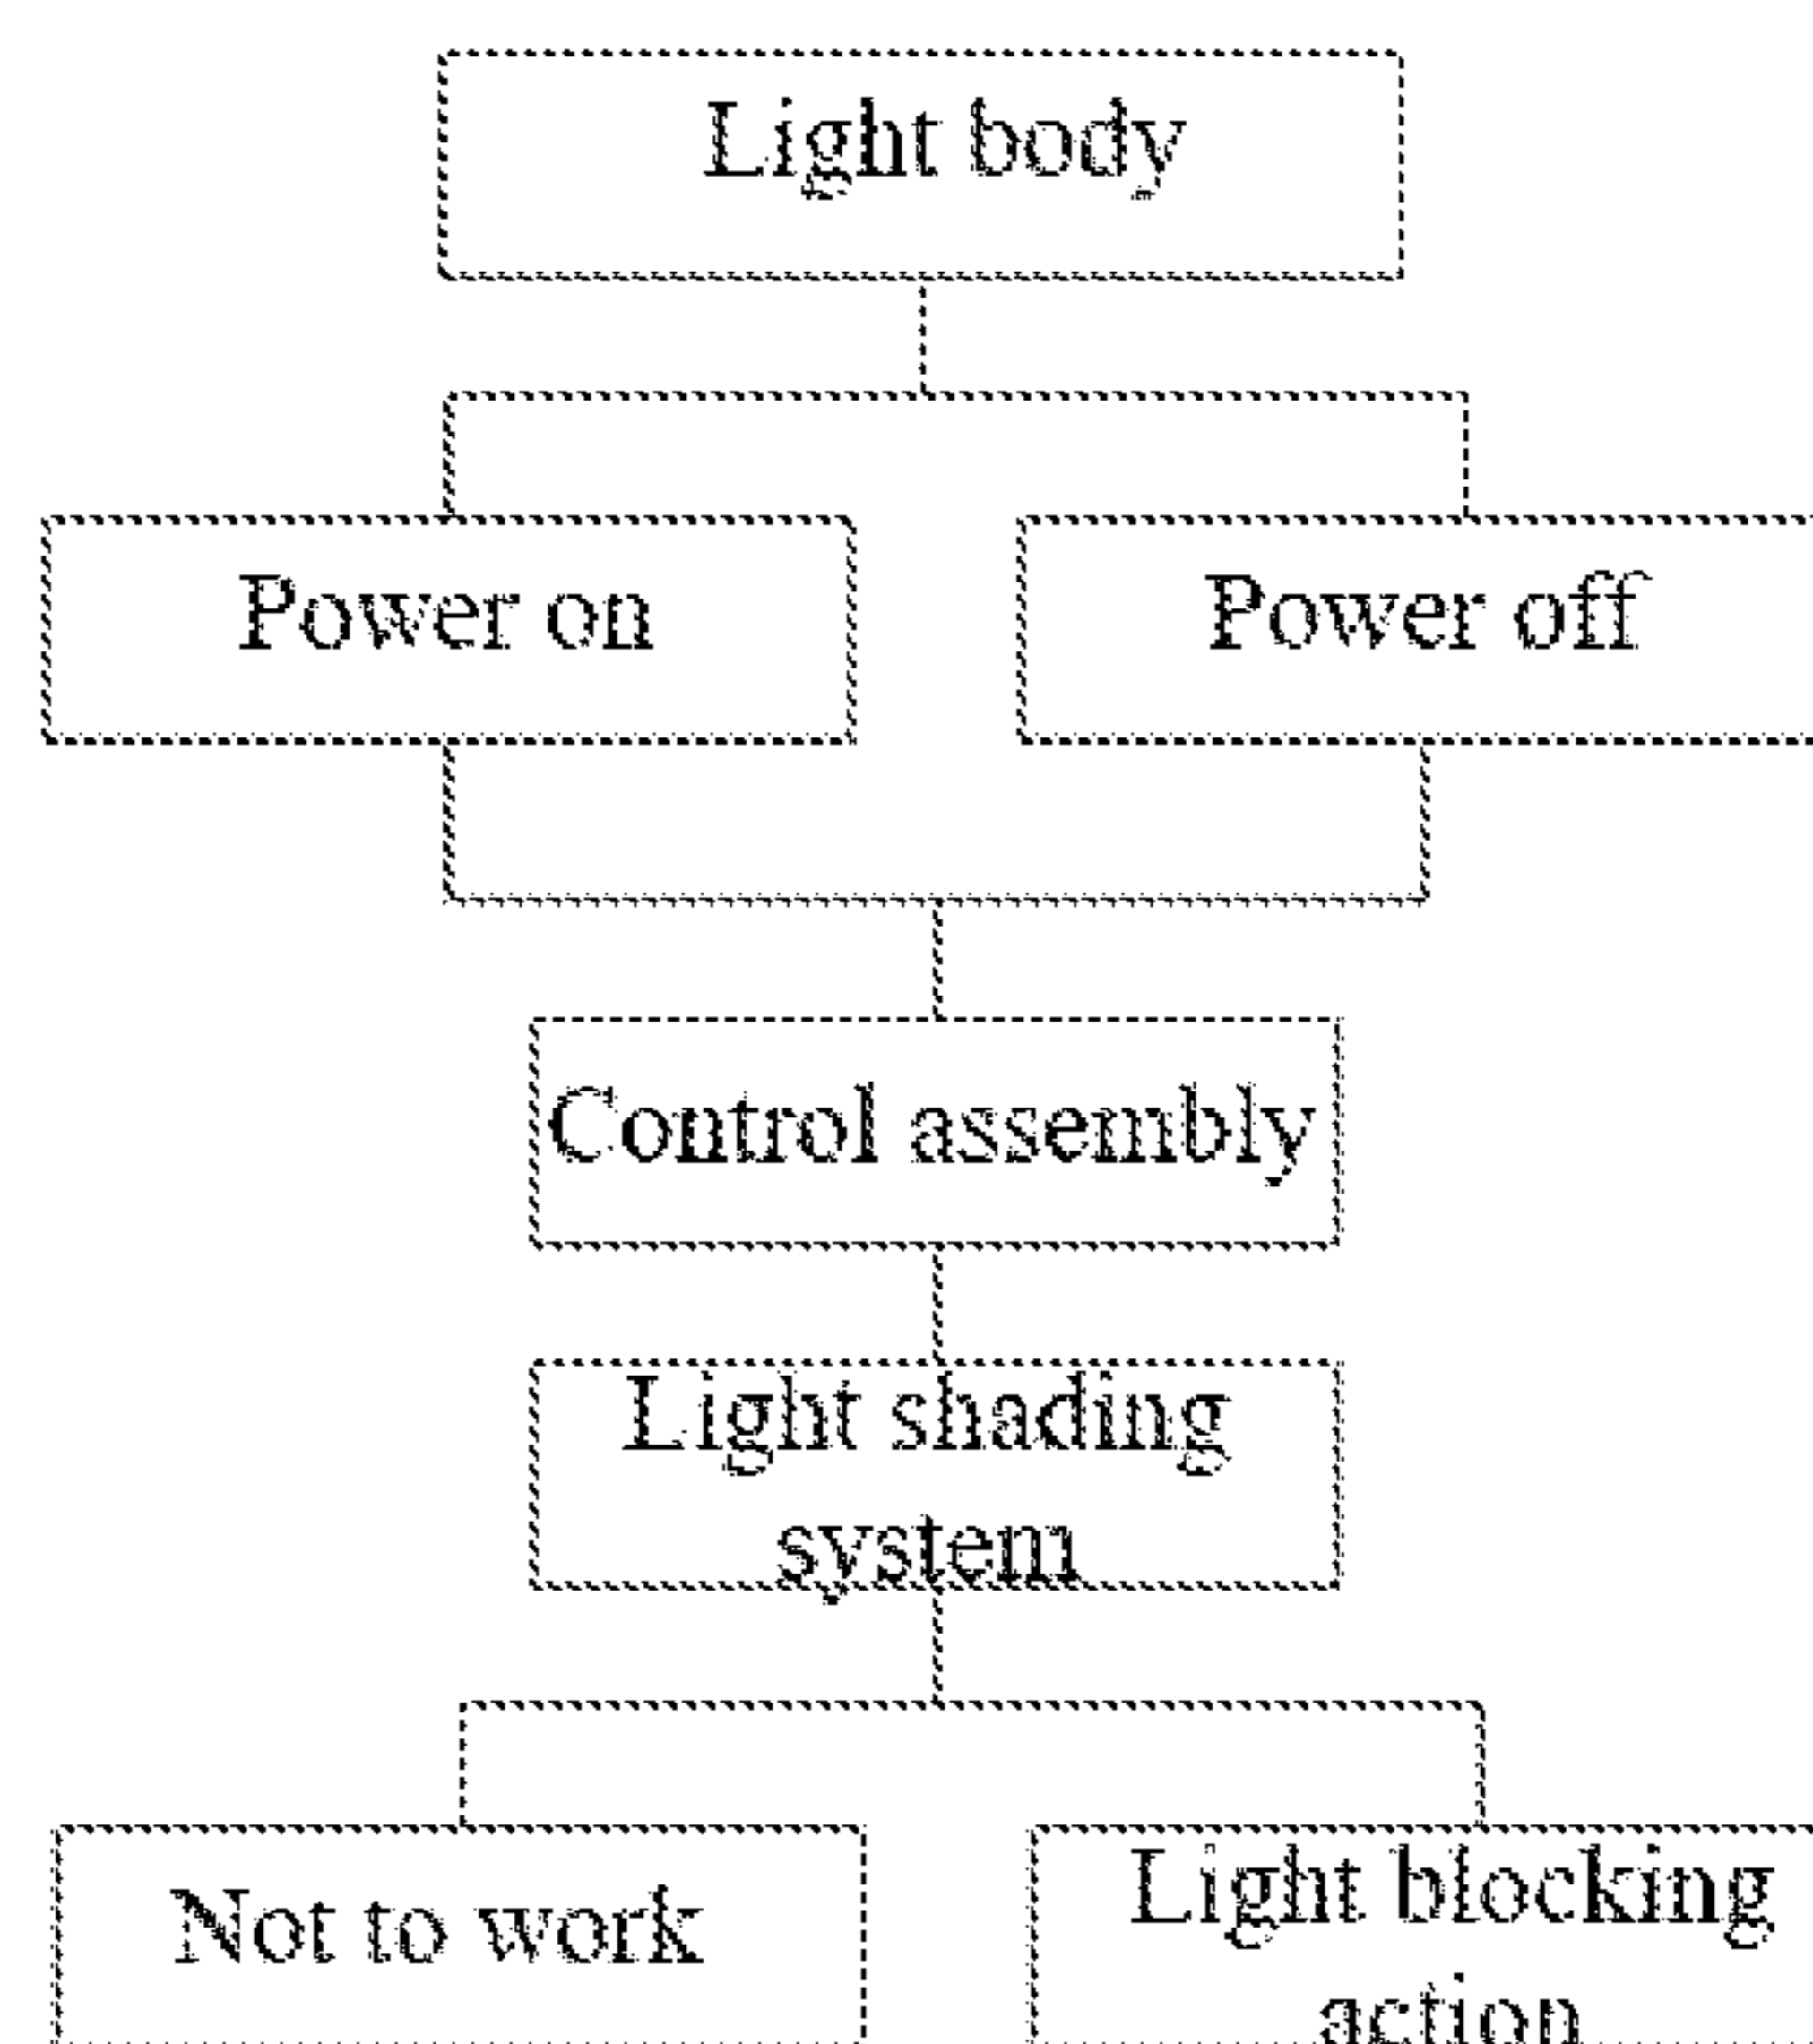 Light body
Power on
Power off
Control assembly
Light shading
system
Not to work
Light blocking
action